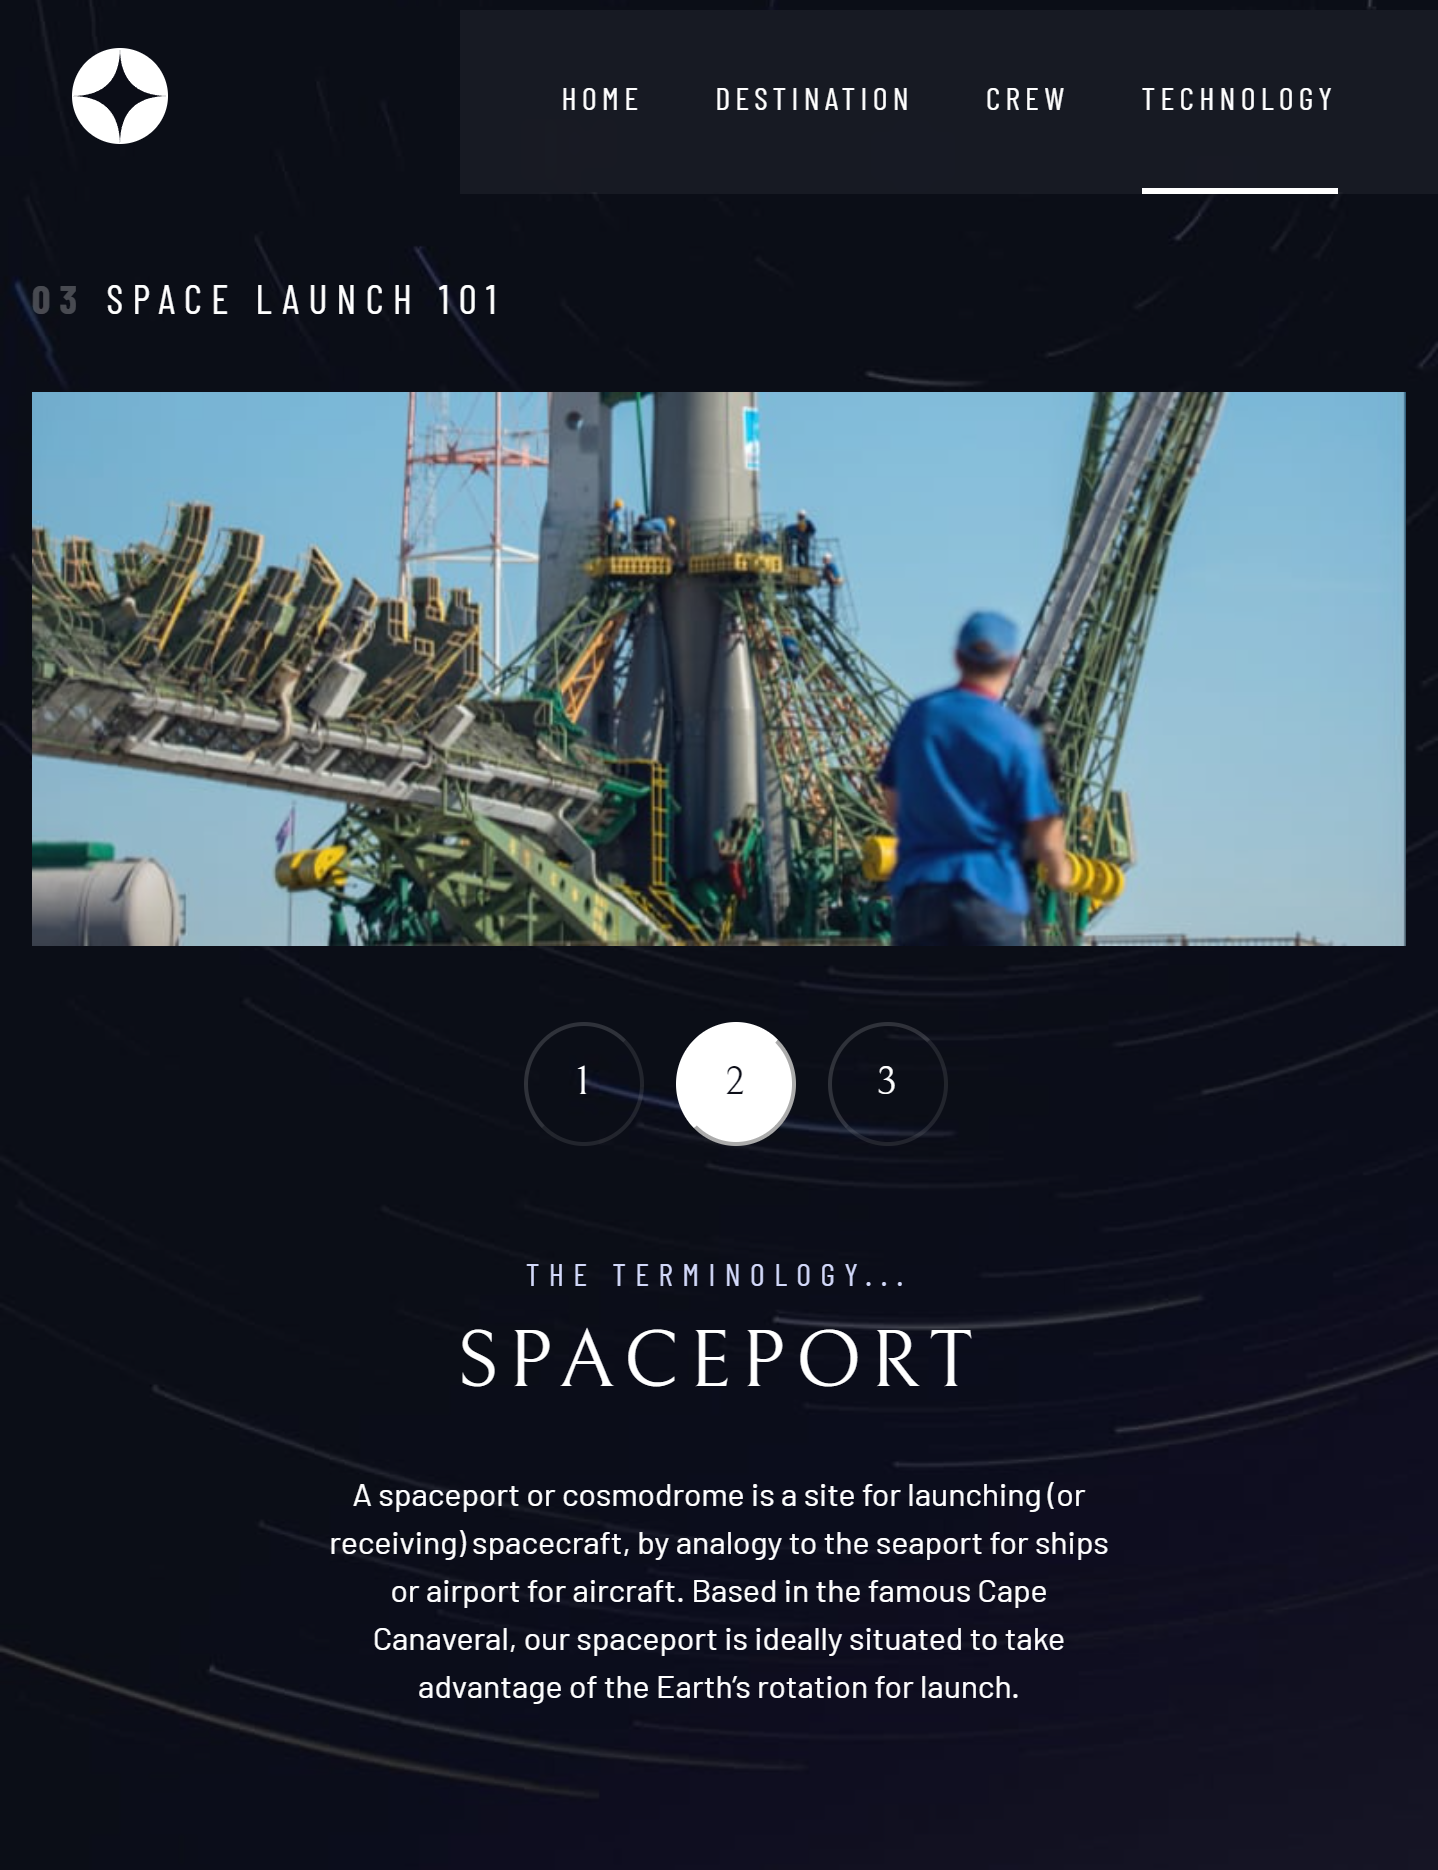 HOME DESTINATION CREW TECHNOLOGY
03 SPACE LAUNCH 101
1 2 3
THE TERMINOLOGY...
SPACEPORT
A spaceport or cosmodrome is a site for launching (or
receiving) spacecraft, by analogy to the seaport for ships
or airport for aircraft. Based in the famous Cape
Canaveral, our spaceport is ideally situated to take
advantage of the Earth’s rotation for launch.